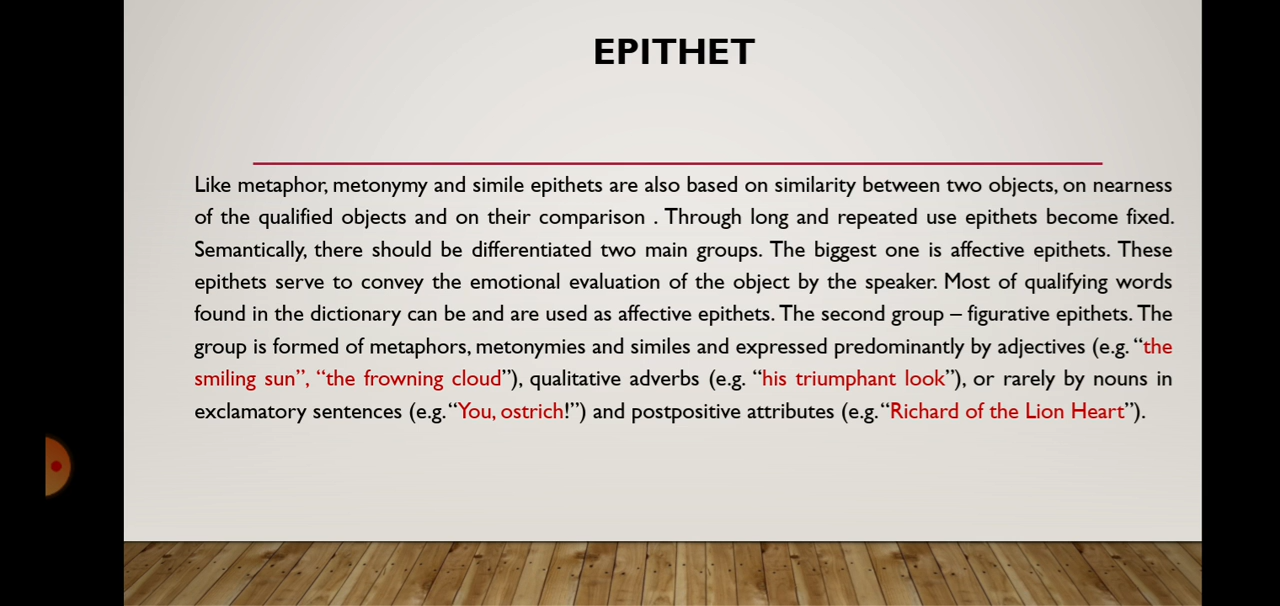 EPITHET
Like metaphor, metonymy and simile epithets are also based on similarity between two objects, on nearness
of the qualified objects and on their comparison . Through long and repeated use epithets become fixed.
Semantically, there should be differentiated two main groups. The biggest one is affective epithets. These
epithets serve to convey the emotional evaluation of the object by the speaker. Most of qualifying words
found in the dictionary can be and are used as affective epithets. The second group – figurative epithets. The
group is formed of metaphors, metonymies and similes and expressed predominantly by adjectives (e.g. “the
smiling sun”, “the frowning cloud”), qualitative adverbs (e.g. “his triumphant look”), or rarely by nouns in
exclamatory sentences (e.g. “You, ostrich!”) and postpositive attributes (e.g. “Richard of the Lion Heart”).